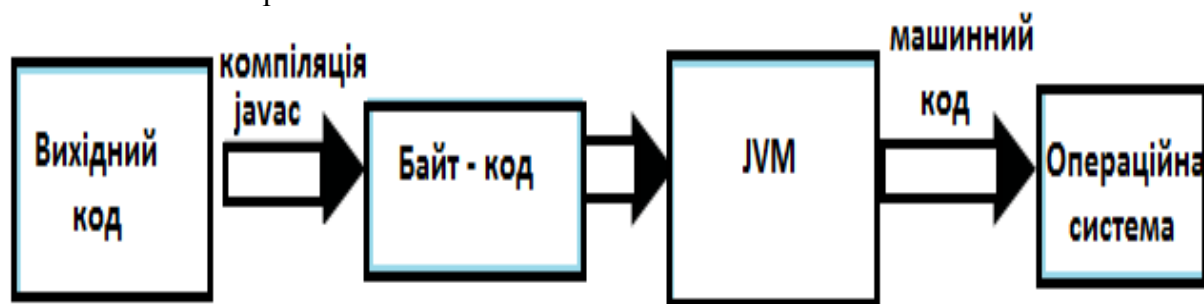 Вихідний
код
компіляція
javac
Байт - код
JVM
машинний
код
Операційна
система